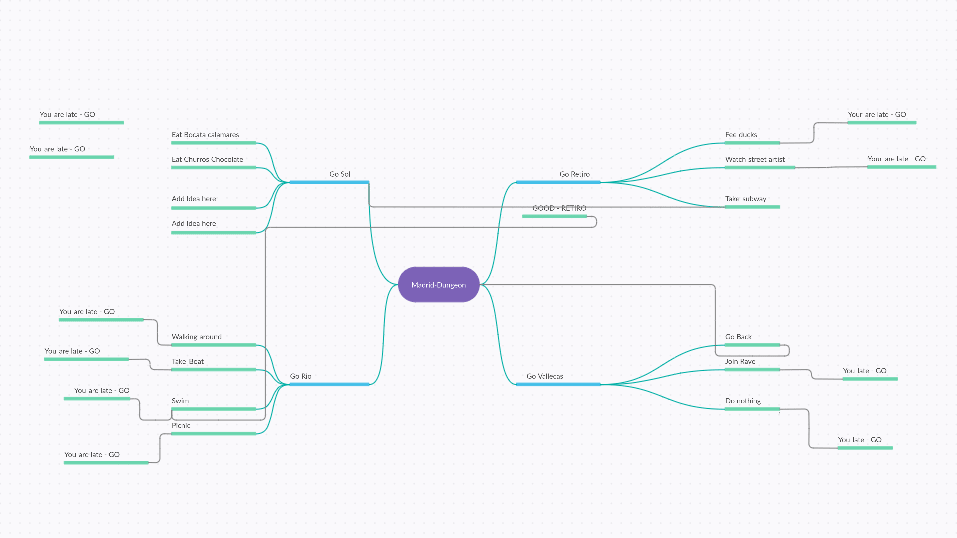 You are late - GO
You are late - GO
Eat Bocata calamares
Eat Churros Chocolate
Add Idea here
Add Idea here
Go Sol
Go Retiro
Fee ducks
Your are late - GO
Watch street artist
Your are late - GO
Take subway
GOOD - RETIRO
Madrid-Dungeon
You are late - GO
Walking around
You are late - GO
Take Boat
You are late - GO
Swim
Picnic
You are late - GO
Go Rio
Go Vallecas
Go Back
Join Rave
You late - GO
Do nothing
You late - GO